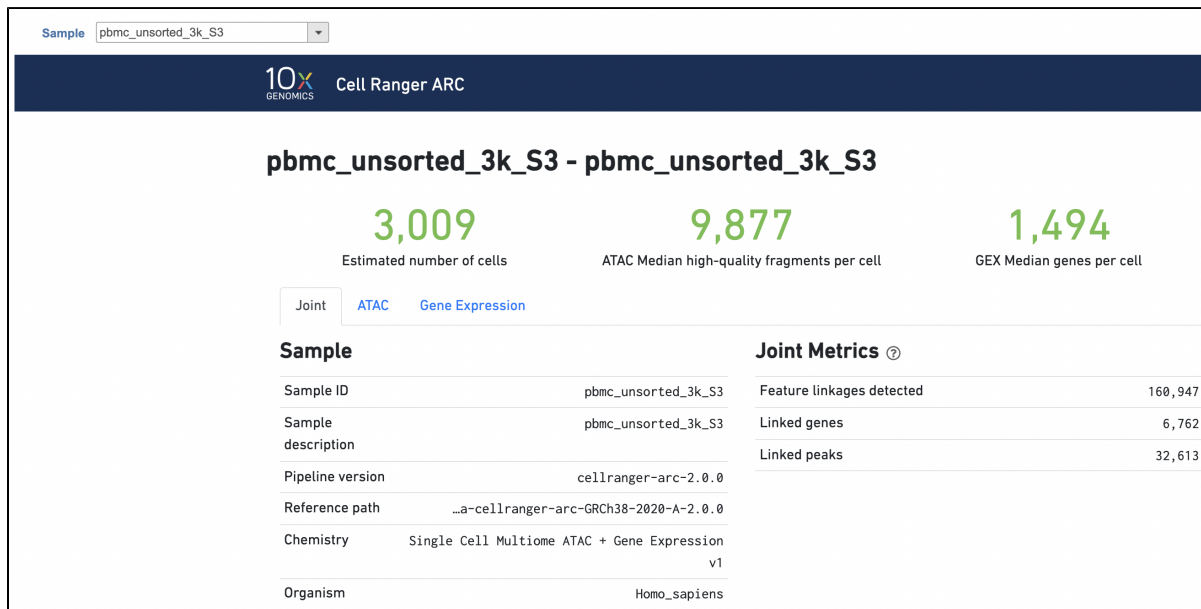 Sample pbmc_unsorted_3k_S3
10x
GENOMICS
Cell Ranger ARC
pbmc_unsorted_3k_S3 - pbmc_unsorted_3k_S3
3,009 9,877 1,494
Estimated number of cells ATAC Median high-quality fragments per cell GEX Median genes per cell
Joint ATAC Gene Expression
Sample
Sample ID pbmc_unsorted_3k_S3
Sample pbmc_unsorted_3k_S3
description
Pipeline version cellranger-arc-2.0.0
Reference path …a-cellranger-arc-GRCh38-2020-A-2.0.0
Chemistry Single Cell Multiome ATAC + Gene Expression
v1
Organism Homo_sapiens
Joint Metrics ?
Feature linkages detected 160,947
Linked genes 6,762
Linked peaks 32,613